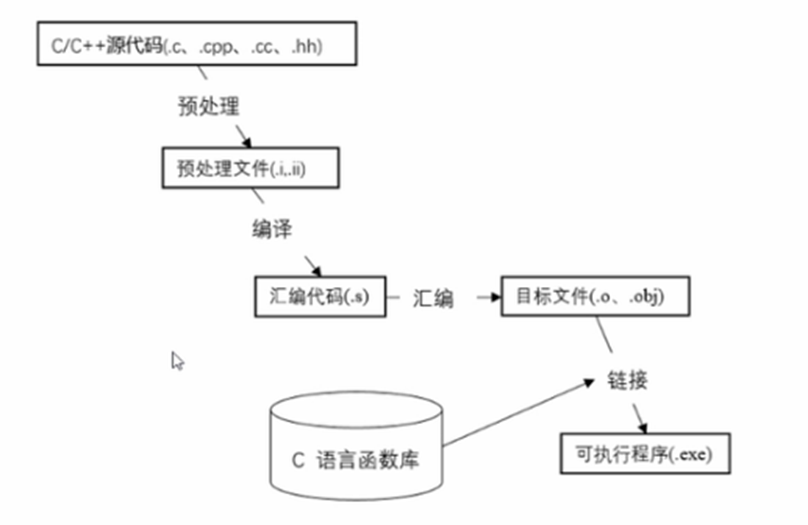 C/C++源代码(.c、.cpp、.cc、.hh)
预处理
预处理文件(.i,.ii)
编译
汇编代码(.s)
汇编
目标文件(.o、.obj)
链接
C 语言函数库
可执行程序(.exe)